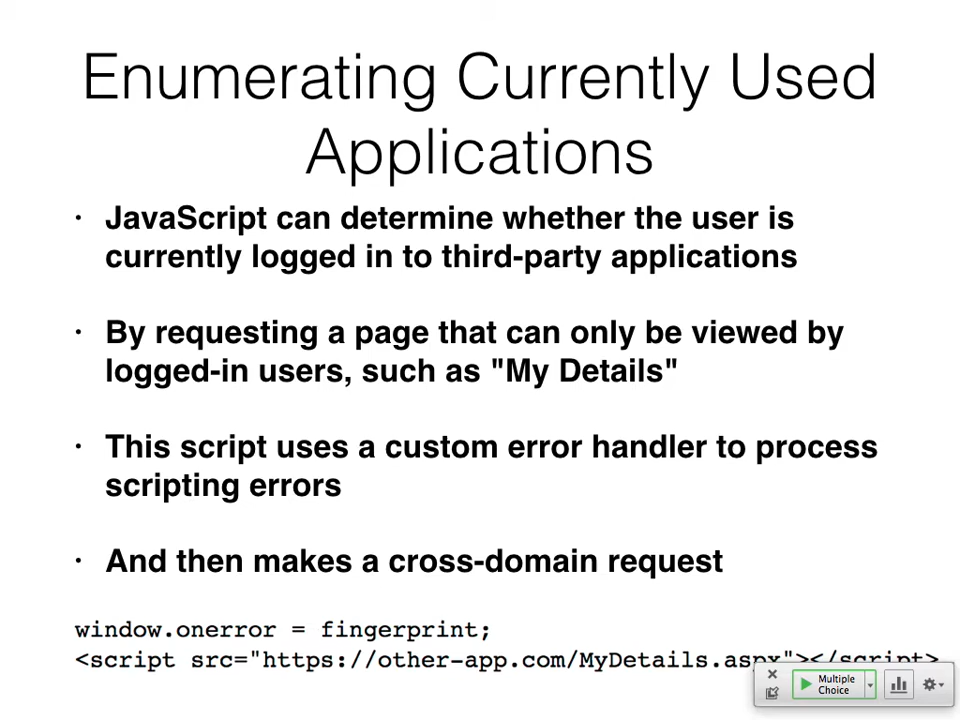 Enumerating Currently Used
Applications
• JavaScript can determine whether the user is
currently logged in to third-party applications
• By requesting a page that can only be viewed by
logged-in users, such as "My Details"
• This script uses a custom error handler to process
scripting errors
• And then makes a cross-domain request
window.onerror = fingerprint;
<script src="https://other-app.com/MyDetails.aspx"></script>
Multiple
Choice